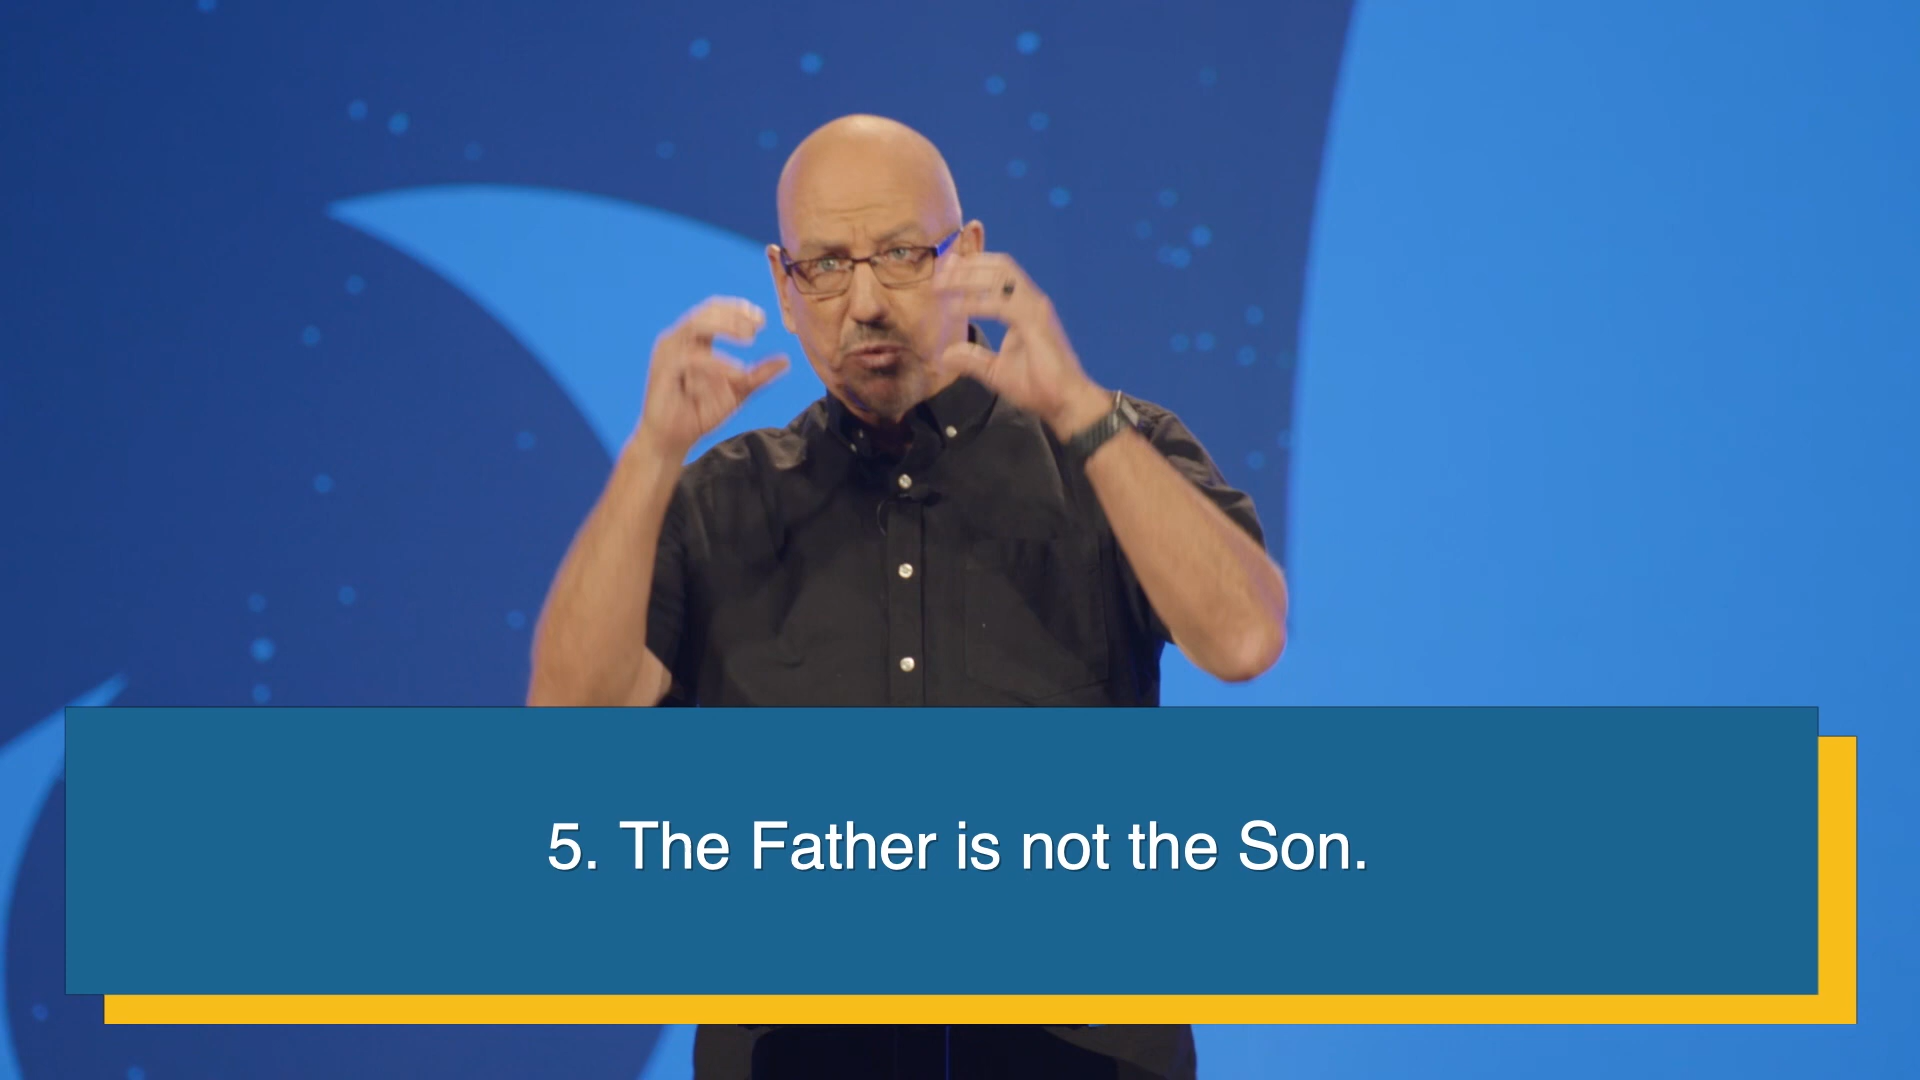 5. The Father is not the Son.